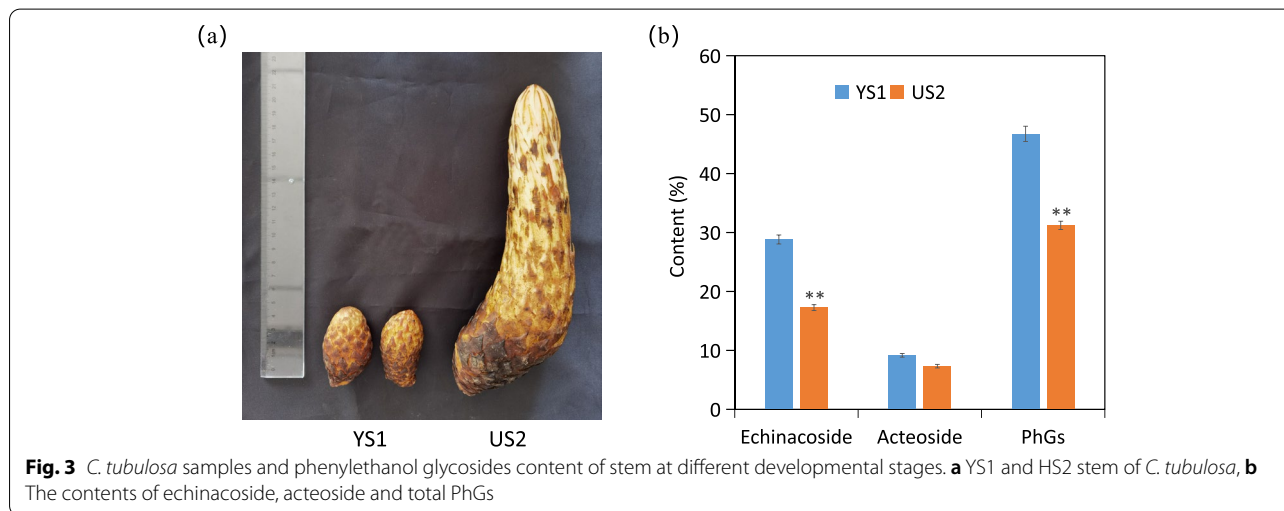 (a)
YS1 US2
(b)
60
50
40
30
20
10
0
Content (%)
YS1 US2
**
**
Echinacoside Acteoside PhGs
Fig. 3 C. tubulosa samples and phenylethanol glycosides content of stem at different developmental stages. a YS1 and HS2 stem of C. tubulosa, b
The contents of echinacoside, acteoside and total PhGs